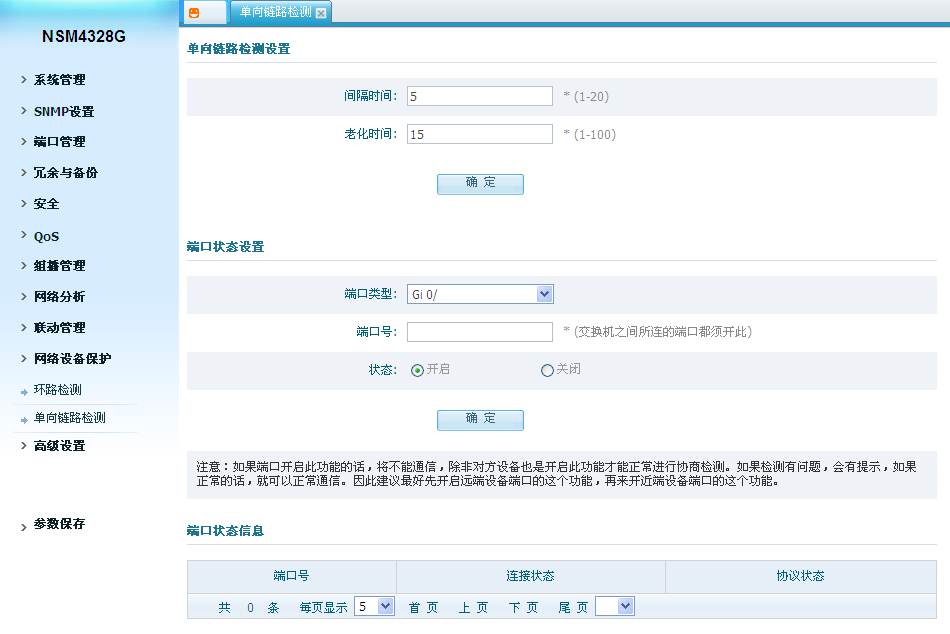 NSM4328G
系统管理
SNMP设置
端口管理
冗余与备份
安全
QoS
组播管理
网络分析
联动管理
网络设备保护
环路检测
单向链路检测
高级设置
参数保存
单向链路检测
单向链路检测设置
间隔时间: 5 * (1-20)
老化时间: 15 * (1-100)
确 定
端口状态设置
端口类型: Gi 0/
端口号: * (交换机之间所连的端口都须开此)
状态: 开启 关闭
确 定
注意：如果端口开启此功能的话，将不能通信，除非对方设备也是开启此功能才能正常进行协商检测。如果检测有问题，会有提示，如果
正常的话，就可以正常通信。因此建议最好先开启远端设备端口的这个功能，再来开近端设备端口的这个功能。
端口状态信息
端口号 连接状态 协议状态
共 0 条 每页显示 5 首 页 上 页 下 页 尾 页